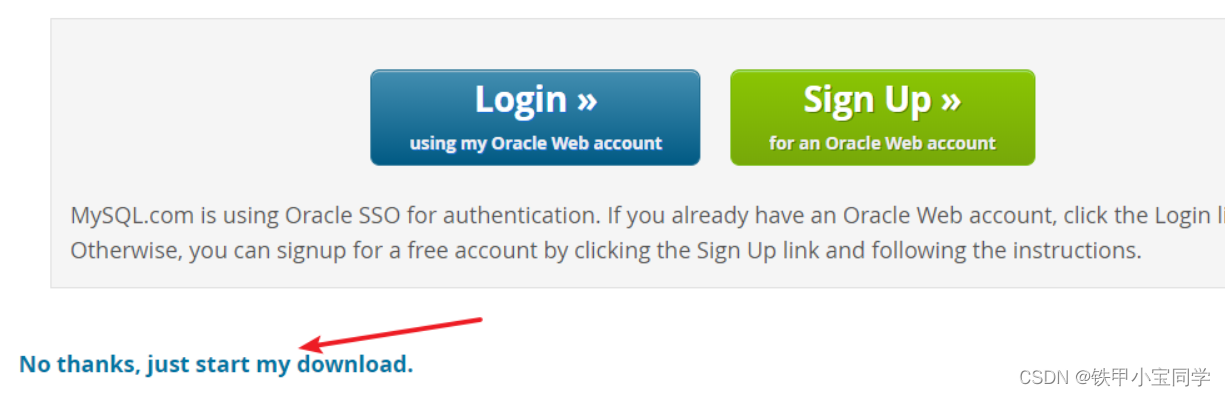 Login »
using my Oracle Web account
Sign Up »
for an Oracle Web account
MySQL.com is using Oracle SSO for authentication. If you already have an Oracle Web account, click the Login
Otherwise, you can signup for a free account by clicking the Sign Up link and following the instructions.
No thanks, just start my download.
CSDN @铁甲小宝同学